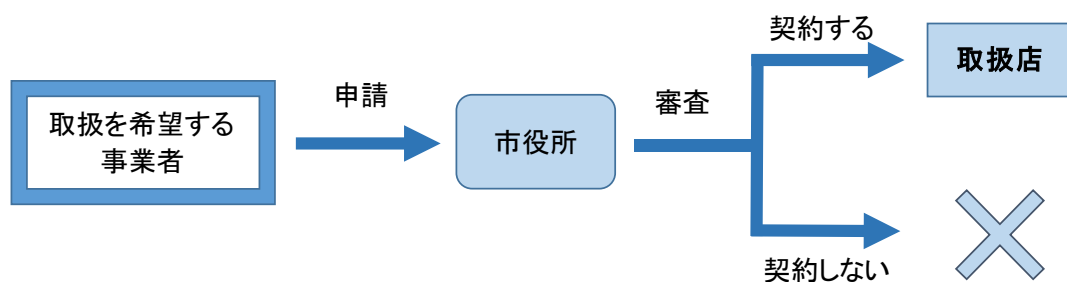 取扱を希望する
事業者
申請
市役所
審査
契約する
取扱店
契約しない